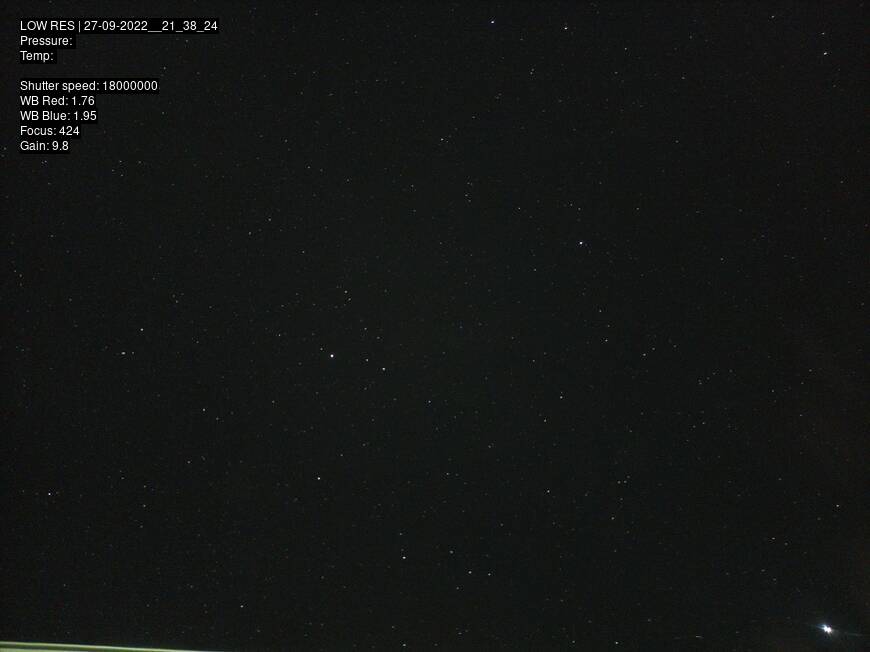 LOW RES | 27-09-2022__21_38_24
Pressure:
Temp:
Shutter speed: 18000000
WB Red: 1.76
WB Blue: 1.95
Focus: 424
Gain: 9.8